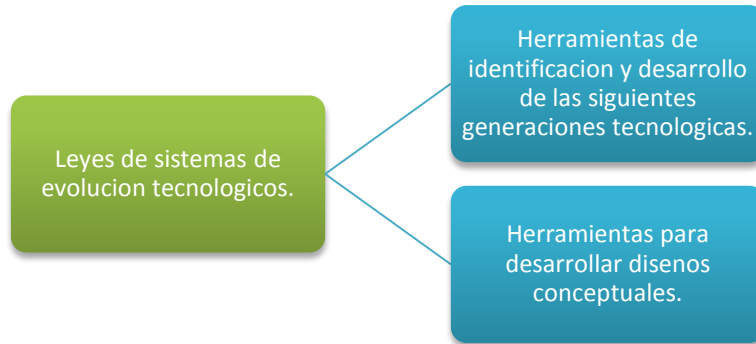 Leyes de sistemas de
evolucion tecnologicos.
Herramientas de
identificacion y desarrollo
de las siguientes
generaciones tecnologicas.
Herramientas para
desarrollar disenos
conceptuales.